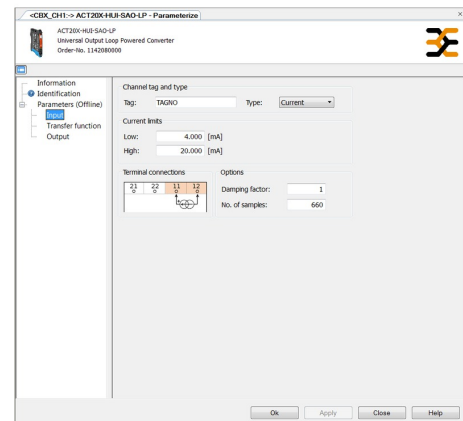 <CBX_CH1:-> ACT20X-HUI-SAO-LP - Parameterize
ACT20X-HUI-SAO-LP
Universal Output Loop Powered Converter
Order-No. 1142080000
Information
Identification
Parameters (Offline)
Input
Transfer function
Output
Channel tag and type
Tag: TAGNO Type: Current
Current limits
Low: 4.000 [mA]
High: 20.000 [mA]
Terminal connections
21 22 11 12
Options
Damping factor: 1
No. of samples: 660
Ok Apply Close Help